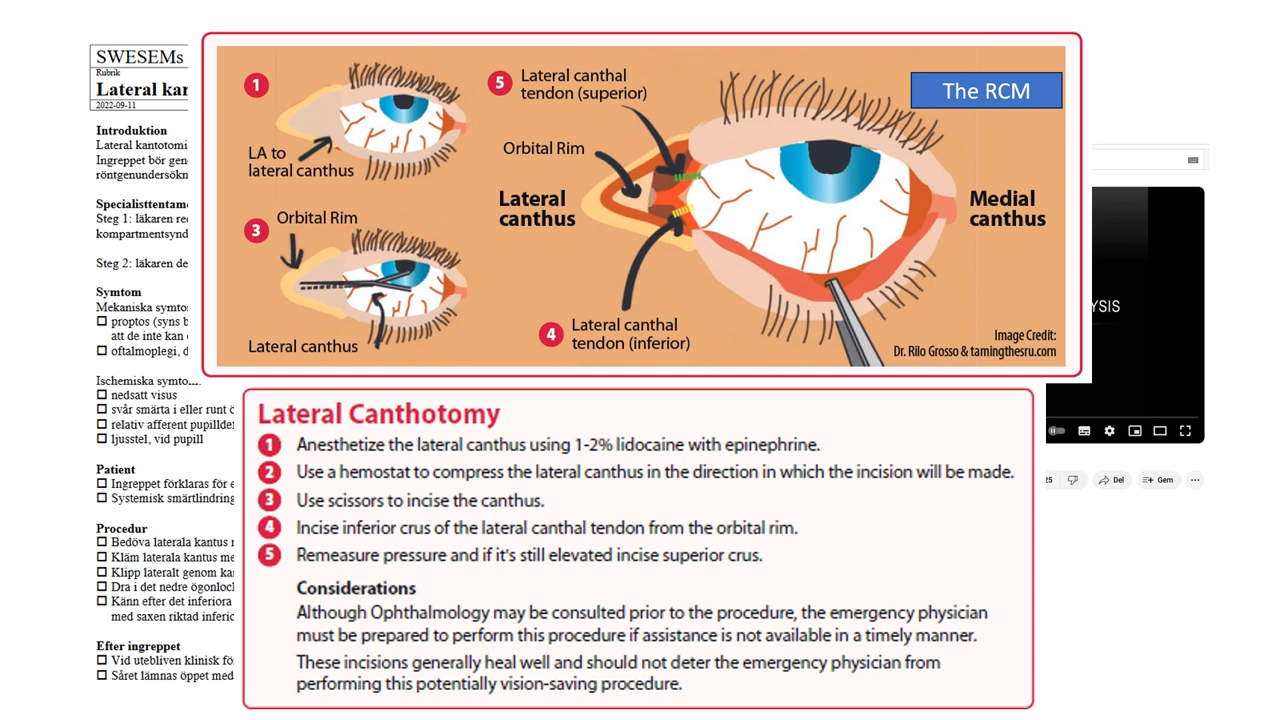 SWESEMs
Rubrik
Lateral kar
2022-09-11
Introduktion
Lateral kantotomi
Ingreppet bör gen
röntgenundersökn
Specialisttentame
Steg 1: läkaren re
kompartmentsynd
Steg 2: läkaren de
Symtom
Mekaniska symto
proptos (syns b
att de inte kan
oftalmoplegi, d
Ischemiska symto...
nedsatt visus
svår smärta i eller runt ö
relativ afferent pupillde
ljusstel, vid pupill
Patient
Ingreppet förklaras för
Systemisk smärtlindring
Procedur
Bedöva laterala kantus
Kläm laterala kantus me
Klipp lateralt genom ka
Dra i det nedre ögonloc
Känn efter det inferiora
med saxen riktad inferio
Efter ingreppet
Vid utebliven klinisk fö
Såret lämnas öppet med
1
LA to
lateral canthus
3
Orbital Rim
Lateral canthus
5 Lateral canthal
tendon (superior)
Orbital Rim
Lateral
canthus
4 Lateral canthal
tendon (inferior)
The RCM
Medial
canthus
Image Credit:
Dr. Rilo Grosso & tamingthesru.com
Lateral Canthotomy
1 Anesthetize the lateral canthus using 1-2% lidocaine with epinephrine.
2 Use a hemostat to compress the lateral canthus in the direction in which the incision will be made.
3 Use scissors to incise the canthus.
4 Incise inferior crus of the lateral canthal tendon from the orbital rim.
5 Remeasure pressure and if it's still elevated incise superior crus.
Considerations
Although Ophthalmology may be consulted prior to the procedure, the emergency physician
must be prepared to perform this procedure if assistance is not available in a timely manner.
These incisions generally heal well and should not deter the emergency physician from
performing this potentially vision-saving procedure.
YSIS
25 Del Gem